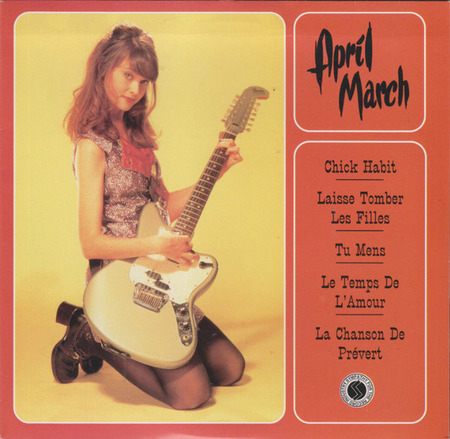 April
March
Chick Habit
Laisse Tomber
Les Filles
Tu Mens
Le Temps De
L'Amour
La Chanson De
Prévert